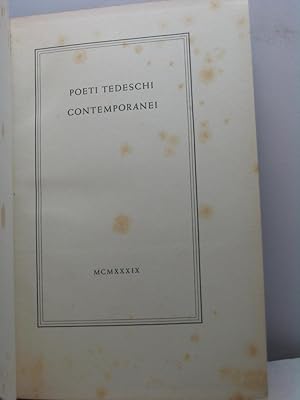 POETI TEDESCHI
CONTEMPORANEI
MCMXXXIX